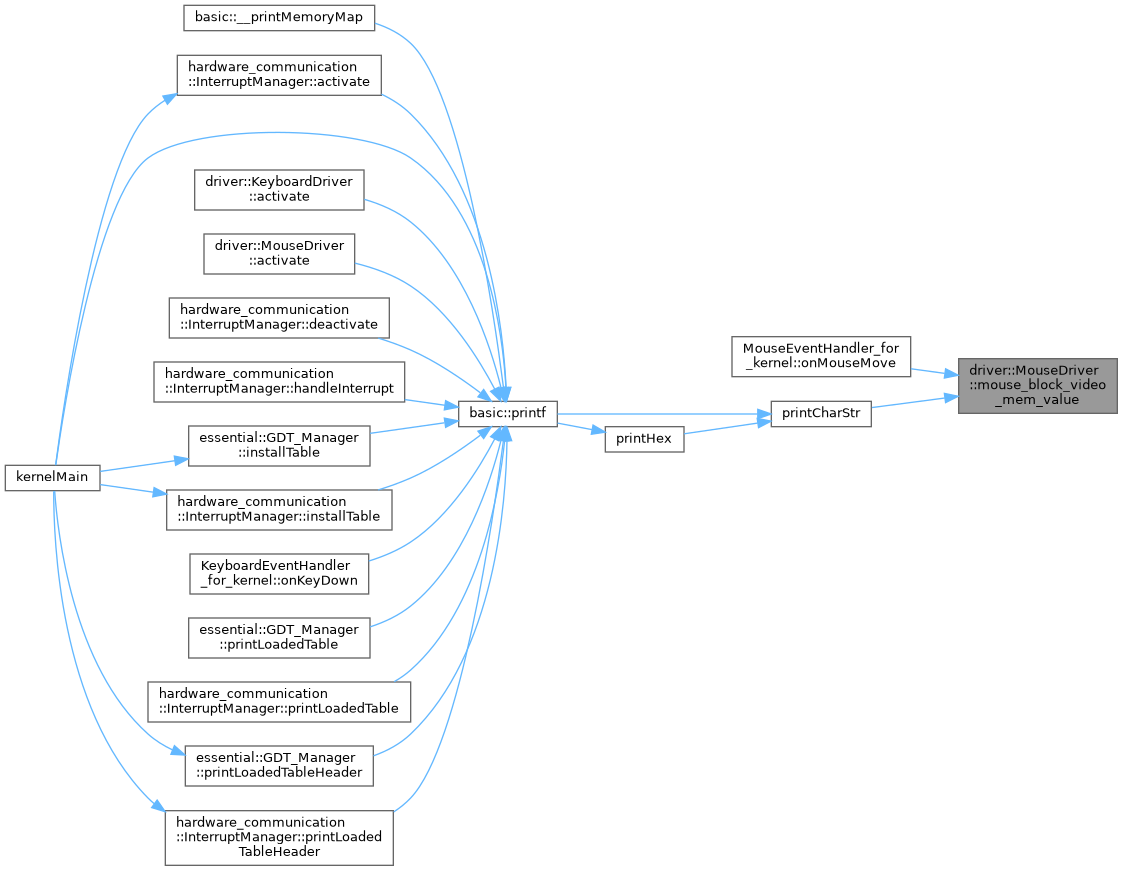 basic::__printMemoryMap
hardware_communication
::InterruptManager::activate
driver::KeyboardDriver
::activate
driver::MouseDriver
::activate
hardware_communication
::InterruptManager::deactivate
hardware_communication
::InterruptManager::handleInterrupt
essential::GDT_Manager
::installTable
kernelMain
hardware_communication
::InterruptManager::installTable
KeyboardEventHandler
_for_kernel::onKeyDown
essential::GDT_Manager
::printLoadedTable
hardware_communication
::InterruptManager::printLoadedTable
essential::GDT_Manager
::printLoadedTableHeader
hardware_communication
::InterruptManager::printLoaded
TableHeader
basic::printf
printHex
MouseEventHandler_for
_kernel::onMouseMove
printCharStr
driver::MouseDriver
::mouse_block_video
_mem_value